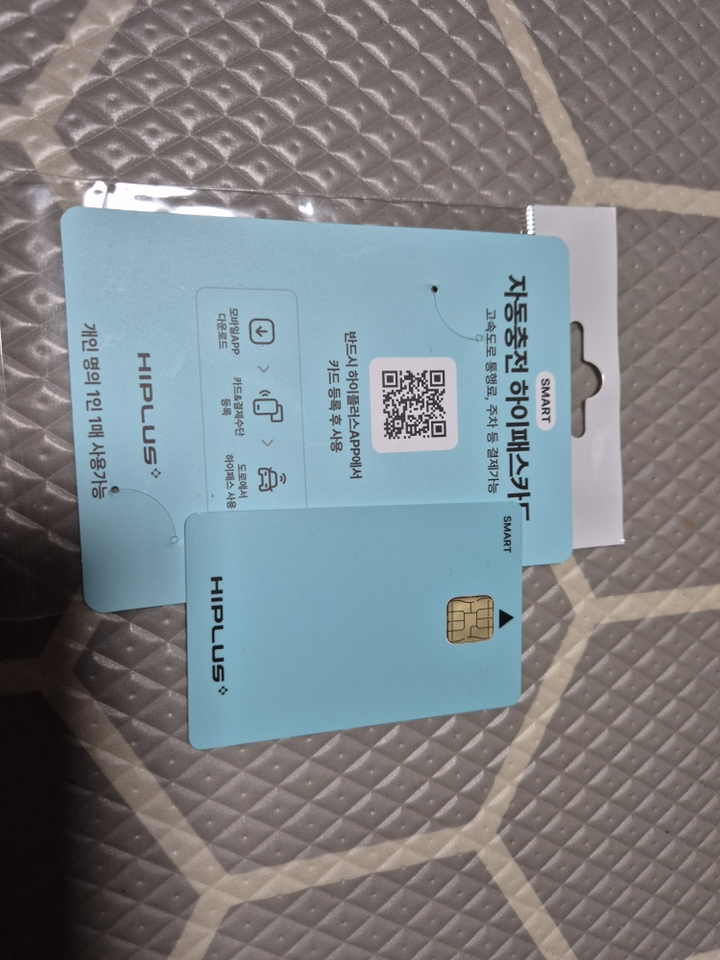 SMART
자동충전 하이패스카드
고속도로 통행료, 주차 등 결제가능
반드시 하이플러스APP에서
카드 등록 후 사용
모바일APP
다운로드
카드&결제수단
등록
도로에서
하이패스 사용
HIPLUS
개인 명의 1인 1매 사용가능
SMART
HIPLUS